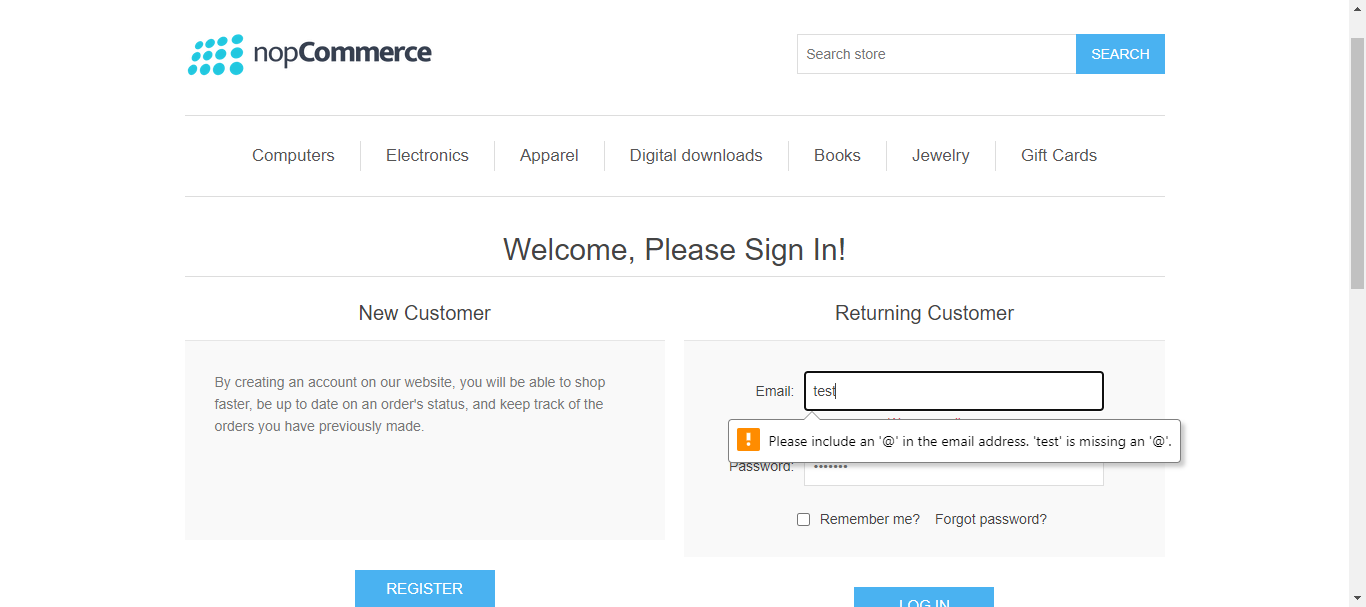 nopCommerce
Search store
SEARCH
Computers
Electronics
Apparel
Digital downloads
Books
Jewelry
Gift Cards
Welcome, Please Sign In!
New Customer
By creating an account on our website, you will be able to shop
faster, be up to date on an order's status, and keep track of the
orders you have previously made.
REGISTER
Returning Customer
Email:
test
Please include an '@' in the email address. 'test' is missing an '@'.
Password:
•••••••
Remember me?
Forgot password?
LOG IN